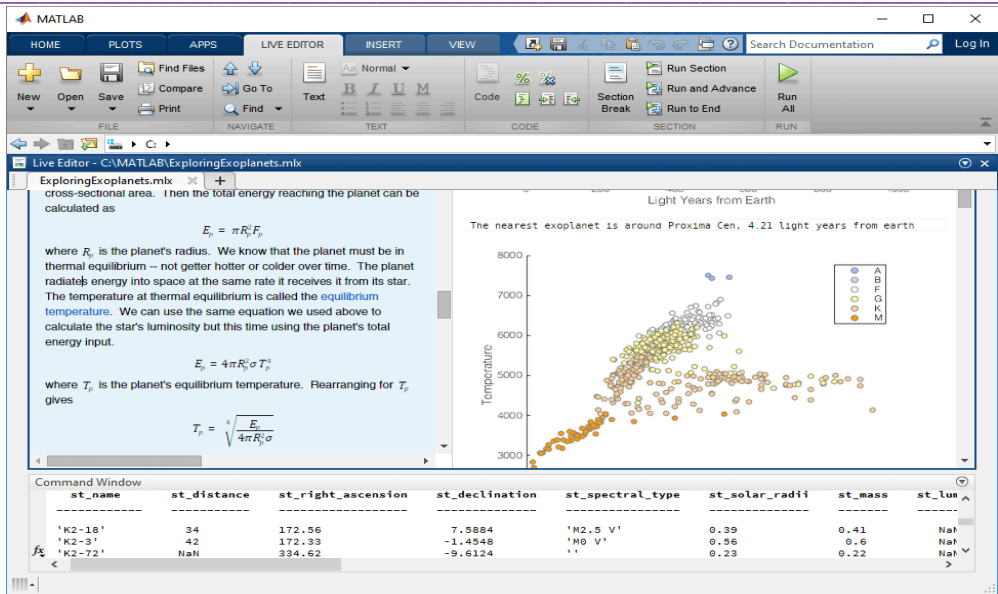 MATLAB
HOME PLOTS APPS LIVE EDITOR INSERT VIEW Search Documentation Log In
New Open Save Find Files Compare Print
FILE
Go To Find
NAVIGATE
Text Aa Normal B I U M
TEXT
Code
CODE
Section Break Run Section Run and Advance Run to End
SECTION
Run All
RUN
C:
Live Editor - C:\MATLAB\ExploringExoplanets.mlx
ExploringExoplanets.mlx
cross-sectional area. Then the total energy reaching the planet can be
calculated as
E_p = πR_p²F_p
where R_p is the planet's radius. We know that the planet must be in
thermal equilibrium -- not getter hotter or colder over time. The planet
radiates energy into space at the same rate it receives it from its star.
The temperature at thermal equilibrium is called the equilibrium
temperature. We can use the same equation we used above to
calculate the star's luminosity but this time using the planet's total
energy input.
E_p = 4πR_p²σT_p⁴
where T_p is the planet's equilibrium temperature. Rearranging for T_p
gives
T_p = ⁴√(E_p / 4πR_p²σ)
Light Years from Earth
The nearest exoplanet is around Proxima Cen, 4.21 light years from earth
8000
7000
6000
5000
4000
3000
Temperature
A
B
F
G
K
M
Command Window
st_name st_distance st_right_ascension st_declination st_spectral_type st_solar_radii st_mass st_lum
'K2-18' 34 172.56 7.5884 'M2.5 V' 0.39 0.41 NaN
'K2-3' 42 172.33 -1.4548 'M0 V' 0.56 0.6 NaN
'K2-72' NaN 334.62 -9.6124 '' 0.23 0.22 NaN
fx